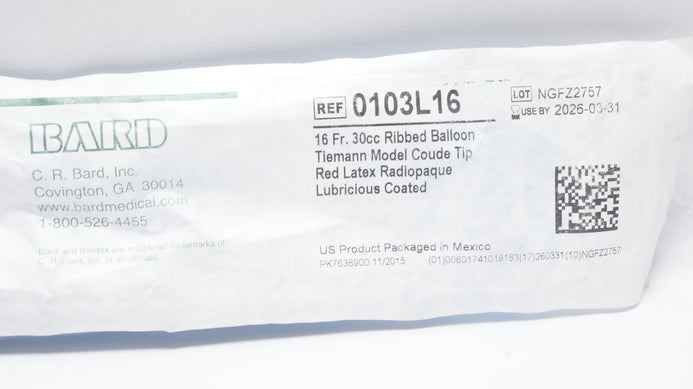 BARD
C. R. Bard, Inc.
Covington, GA 30014
www.bardmedical.com
1-800-526-4455
Bard and Bardex are registered trademarks of
C. R. Bard, Inc. or an affiliate.
REF 0103L16
16 Fr. 30cc Ribbed Balloon
Tiemann Model Coude Tip
Red Latex Radiopaque
Lubricious Coated
LOT NGFZ2757
USE BY 2026-03-31
US Product Packaged in Mexico
PK7638900 11/2015 (01)00801741018183(17)260331(10)NGFZ2757